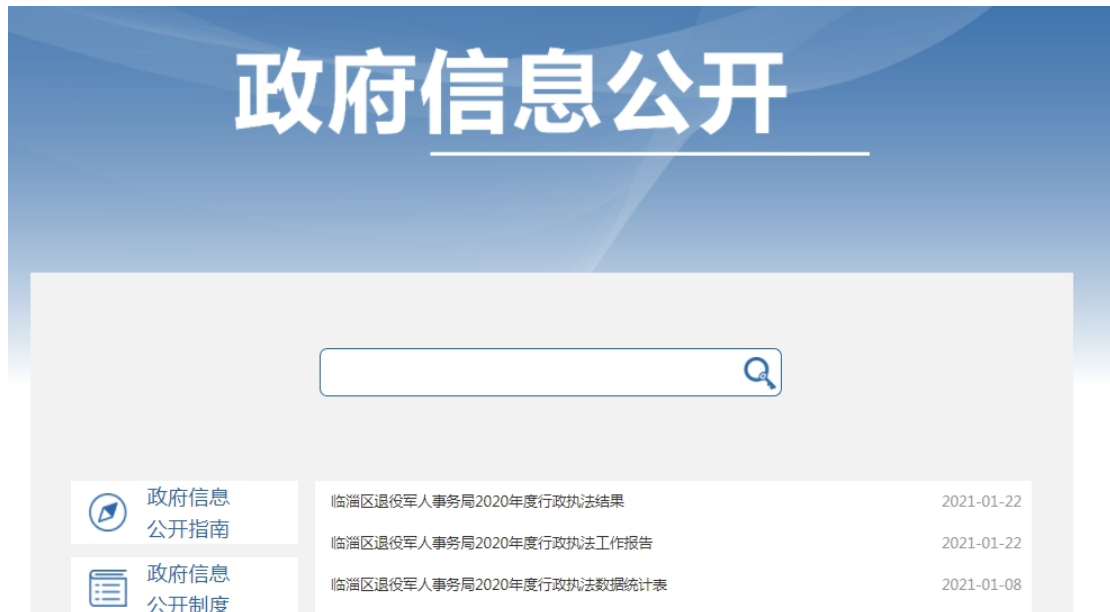 政府信息公开
政府信息
公开指南
政府信息
公开制度
临淄区退役军人事务局2020年度行政执法结果 2021-01-22
临淄区退役军人事务局2020年度行政执法工作报告 2021-01-22
临淄区退役军人事务局2020年度行政执法数据统计表 2021-01-08